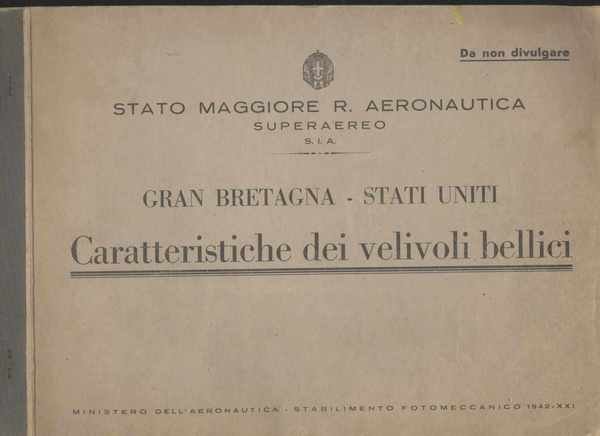 Da non divulgare
STATO MAGGIORE R. AERONAUTICA
SUPERAEREO
S. I. A.
GRAN BRETAGNA - STATI UNITI
Caratteristiche dei velivoli bellici
MINISTERO DELL'AERONAUTICA - STABILIMENTO FOTOMECCANICO 1942-XXI